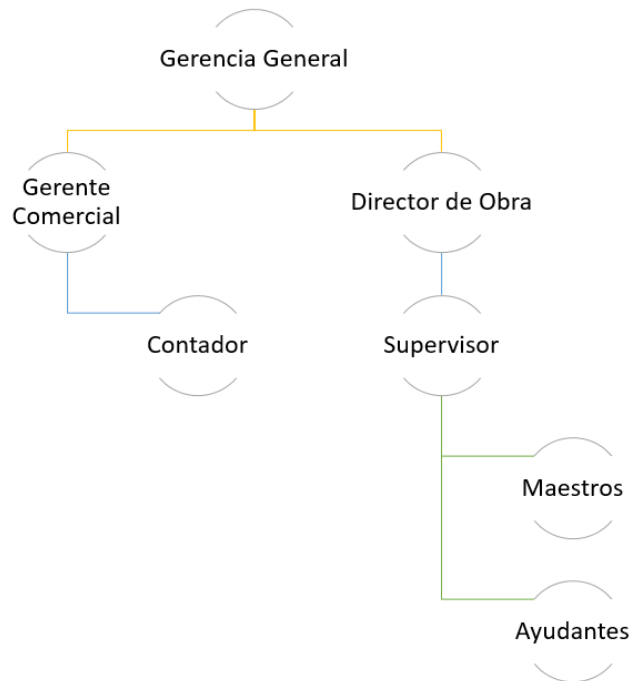 Gerencia General
Gerente
Comercial
Director de Obra
Contador
Supervisor
Maestros
Ayudantes